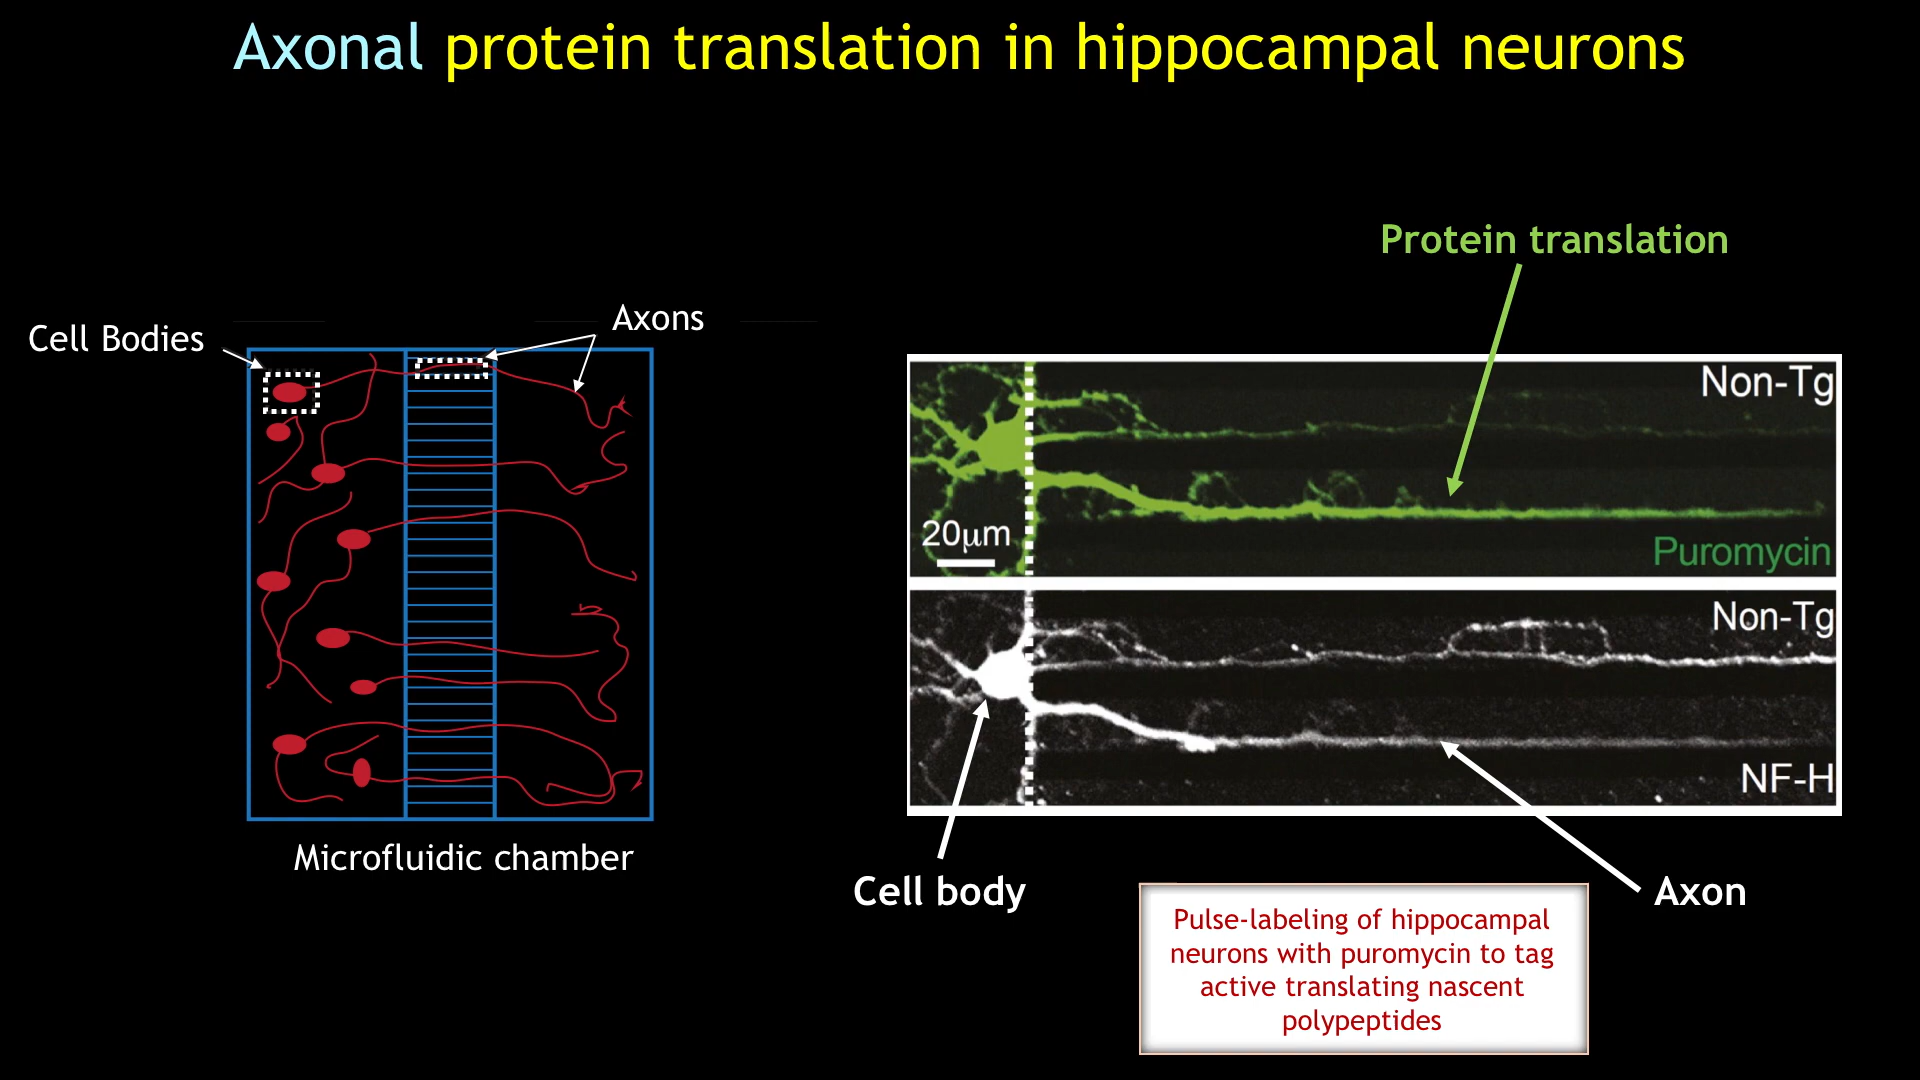 Axonal protein translation in hippocampal neurons
Protein translation
Cell Bodies
Axons
Non-Tg
20μm
Puromycin
Non-Tg
NF-H
Microfluidic chamber
Cell body
Axon
Pulse-labeling of hippocampal
neurons with puromycin to tag
active translating nascent
polypeptides